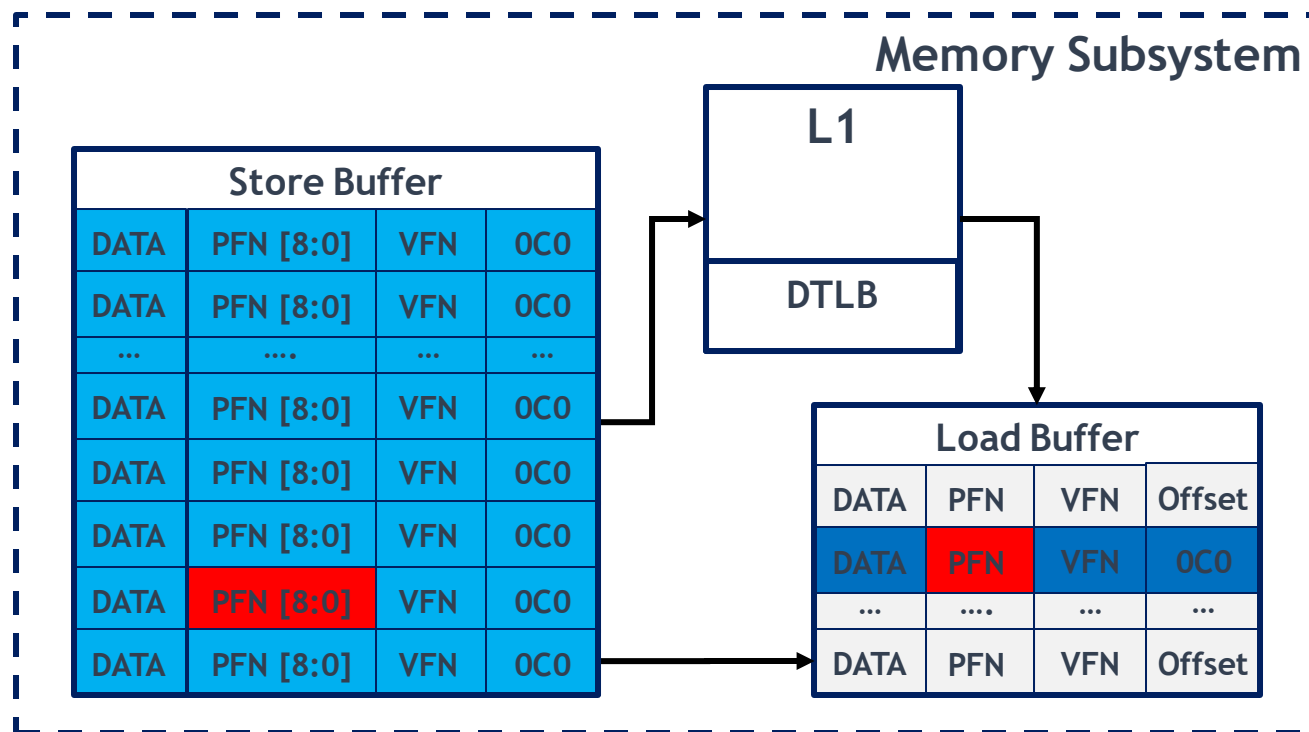 Memory Subsystem
L1
DTLB
Store Buffer
DATA PFN [8:0] VFN 0C0
DATA PFN [8:0] VFN 0C0
... .... ... ...
DATA PFN [8:0] VFN 0C0
DATA PFN [8:0] VFN 0C0
DATA PFN [8:0] VFN 0C0
DATA PFN [8:0] VFN 0C0
DATA PFN [8:0] VFN 0C0
Load Buffer
DATA PFN VFN Offset
DATA PFN VFN 0C0
... .... ... ...
DATA PFN VFN Offset